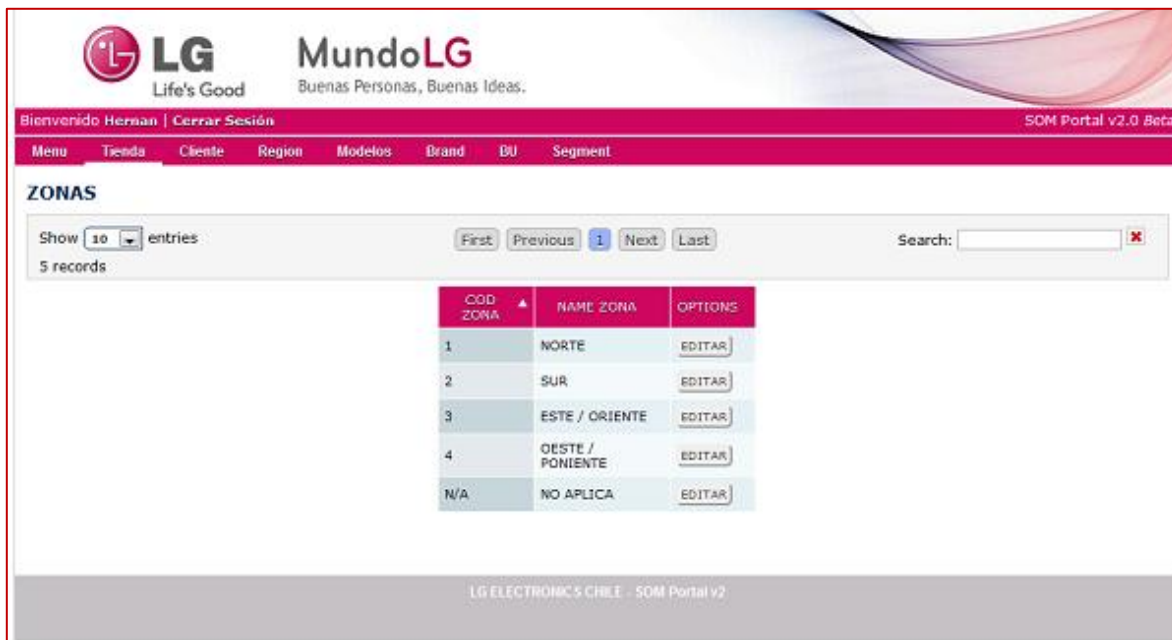 LG
Life's Good
MundoLG
Buenas Personas, Buenas Ideas.
Bienvenido Hernan | Cerrar Sesión
SOM Portal v2.0 Beta
Menu Tienda Cliente Region Modelos Brand BU Segment
ZONAS
Show 10 entries
First Previous 1 Next Last
Search:
5 records
COD ZONA NAME ZONA OPTIONS
1 NORTE EDITAR
2 SUR EDITAR
3 ESTE / ORIENTE EDITAR
4 OESTE / PONIENTE EDITAR
N/A NO APLICA EDITAR
LG ELECTRONICS CHILE - SOM Portal v2